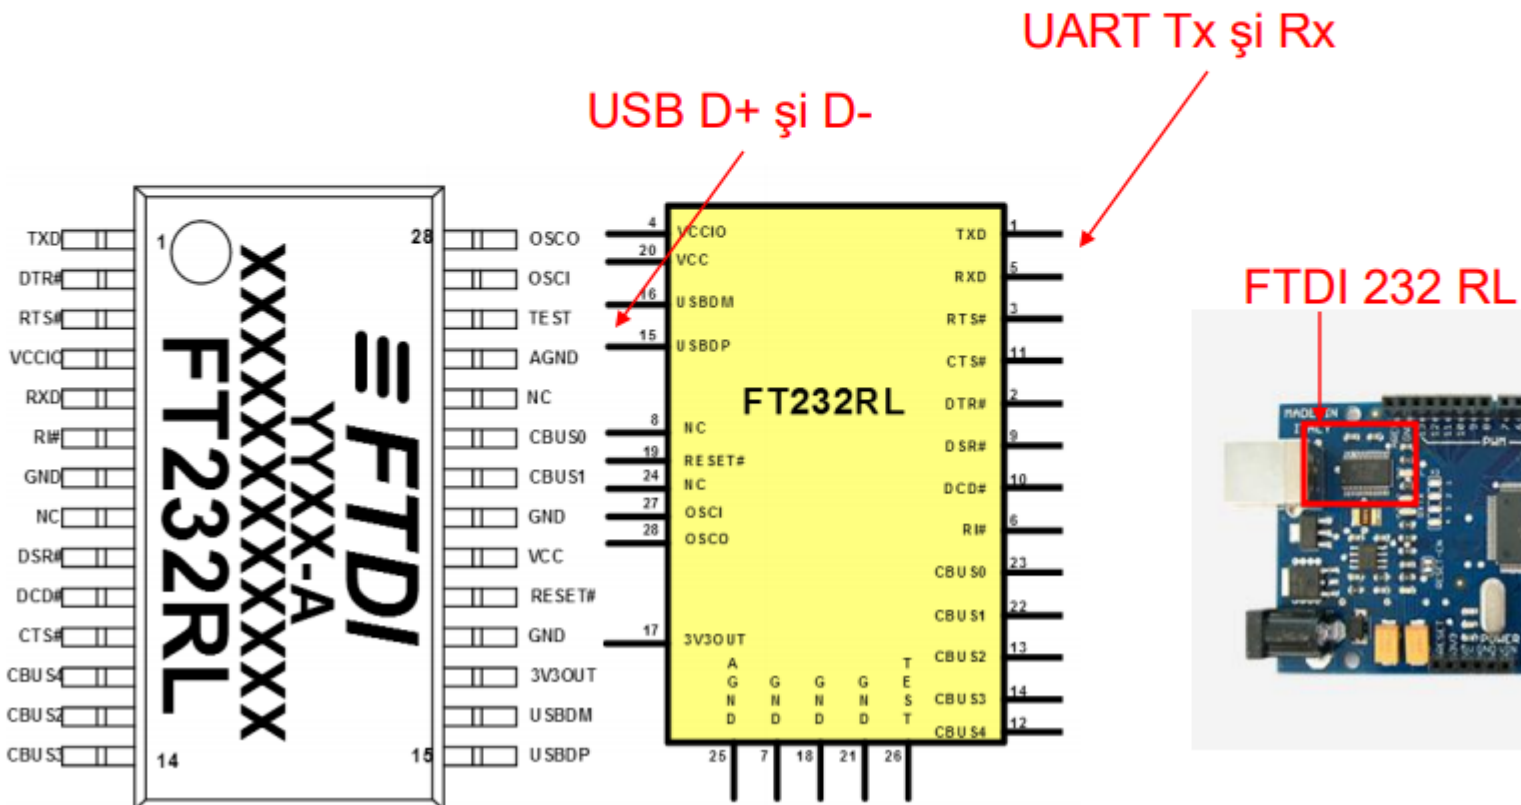 UART Tx şi Rx
USB D+ şi D-
FTDI 232 RL
TXD
DTR#
RTS#
VCCIO
RXD
RI#
GND
NC
DSR#
DCD#
CTS#
CBUS4
CBUS2
CBUS3
1
28
14
15
FTDI
YYXX-A
XXXXXXXXXXXX
FT232RL
OSCO
OSCI
TEST
AGND
NC
CBUS0
CBUS1
GND
VCC
RESET#
GND
3V3OUT
USBDM
USBDP
4 VCCIO
20 VCC
16 USBDM
15 USBDP
8 NC
19 RESET#
24 NC
27 OSCI
28 OSCO
17 3V3OUT
FT232RL
TXD 1
RXD 5
RTS# 3
CTS# 11
DTR# 2
DSR# 9
DCD# 10
RI# 6
CBUS0 23
CBUS1 22
CBUS2 13
CBUS3 14
CBUS4 12
AGND GND GND GND TEST
25 7 18 21 26
MADE IN
PWM
POWER